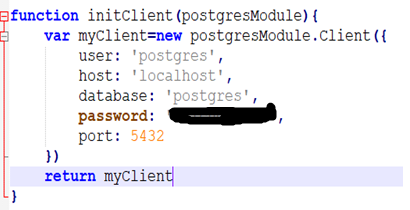 function initClient(postgresModule){
var myClient=new postgresModule.Client({
user: 'postgres',
host: 'localhost',
database: 'postgres',
password: ,
port: 5432
})
return myClient
}